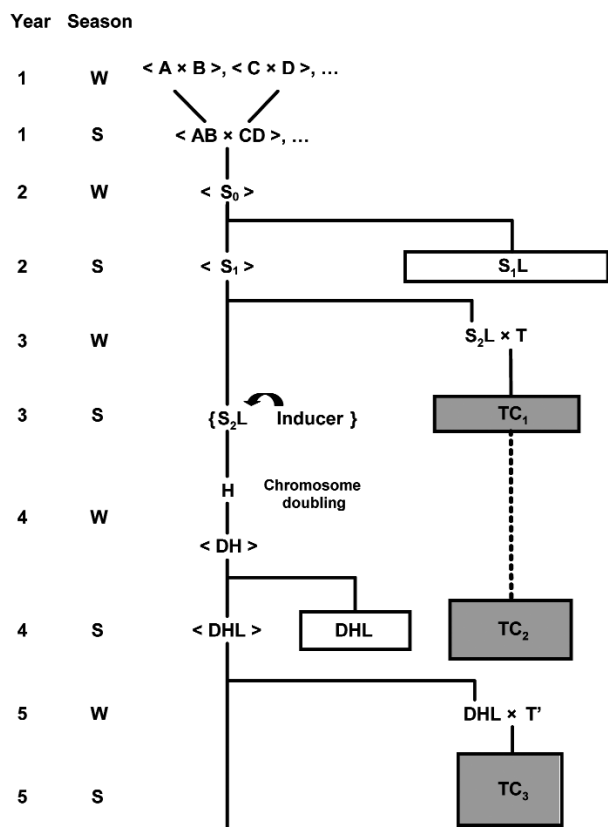 Year Season
1 W < A × B >, < C × D >, …
1 S < AB × CD >, …
2 W < S₀ >
2 S < S₁ > S₁L
3 W S₂L × T
3 S {S₂L Inducer } TC₁
H Chromosome
doubling
4 W
< DH >
4 S < DHL > DHL TC₂
5 W DHL × T’
5 S TC₃